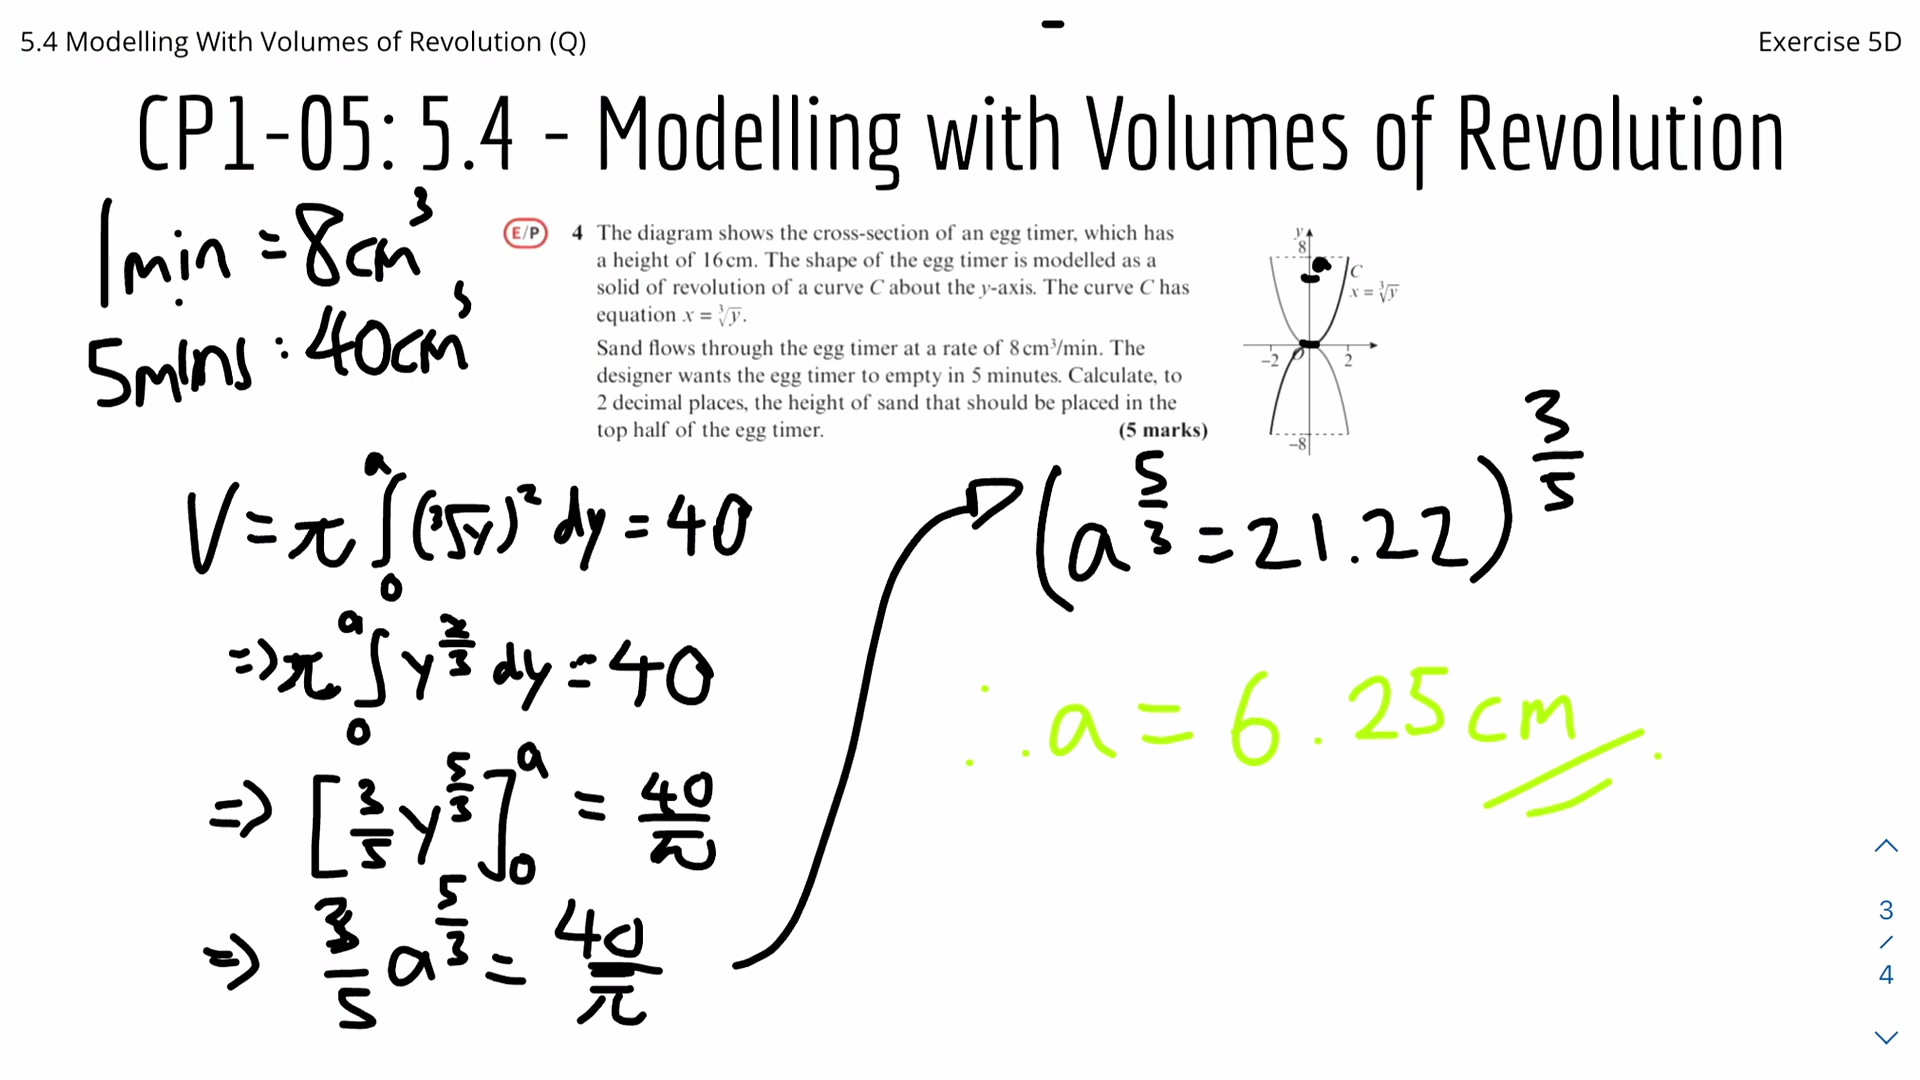 5.4 Modelling With Volumes of Revolution (Q)
Exercise 5D
CP1-05: 5.4 - Modelling with Volumes of Revolution
1min = 8cm³
5mins : 40cm³
E/P 4 The diagram shows the cross-section of an egg timer, which has
a height of 16 cm. The shape of the egg timer is modelled as a
solid of revolution of a curve C about the y-axis. The curve C has
equation x = ∛y.
Sand flows through the egg timer at a rate of 8 cm³/min. The
designer wants the egg timer to empty in 5 minutes. Calculate, to
2 decimal places, the height of sand that should be placed in the
top half of the egg timer. (5 marks)
y
8
a
C
x = ∛y
-2 O 2
-8
V = π ∫₀ᵃ (∛y)² dy = 40
=> π ∫₀ᵃ y^(2/3) dy = 40
=> [3/5 y^(5/3)]₀ᵃ = 40/π
=> 3/5 a^(5/3) = 40/π
(a^(5/3) = 21.22)^(3/5)
∴ a = 6.25cm.
3
/
4